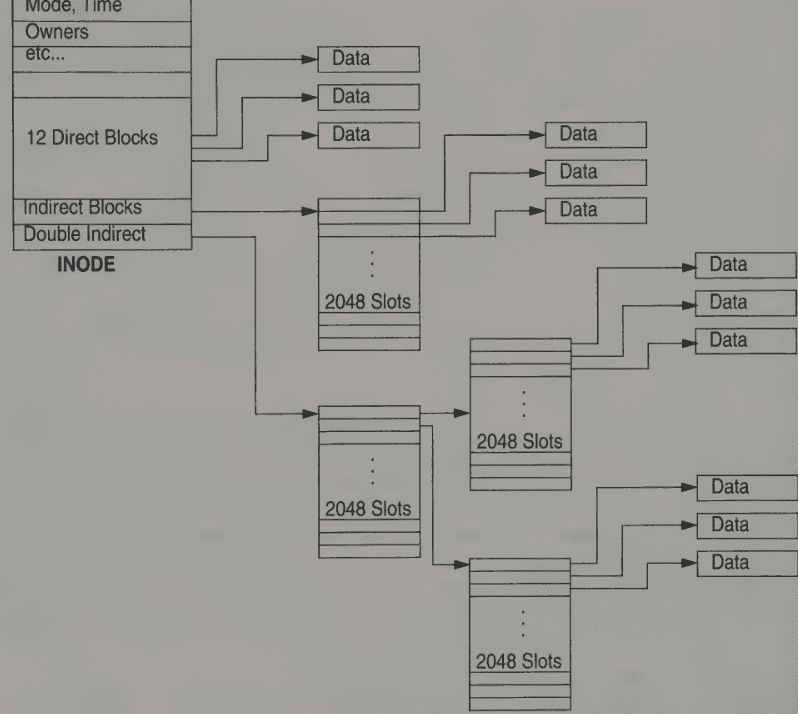 Mode, Time
Owners
etc...
12 Direct Blocks
Indirect Blocks
Double Indirect
INODE
Data
Data
Data
2048 Slots
Data
Data
Data
2048 Slots
2048 Slots
Data
Data
Data
2048 Slots
Data
Data
Data